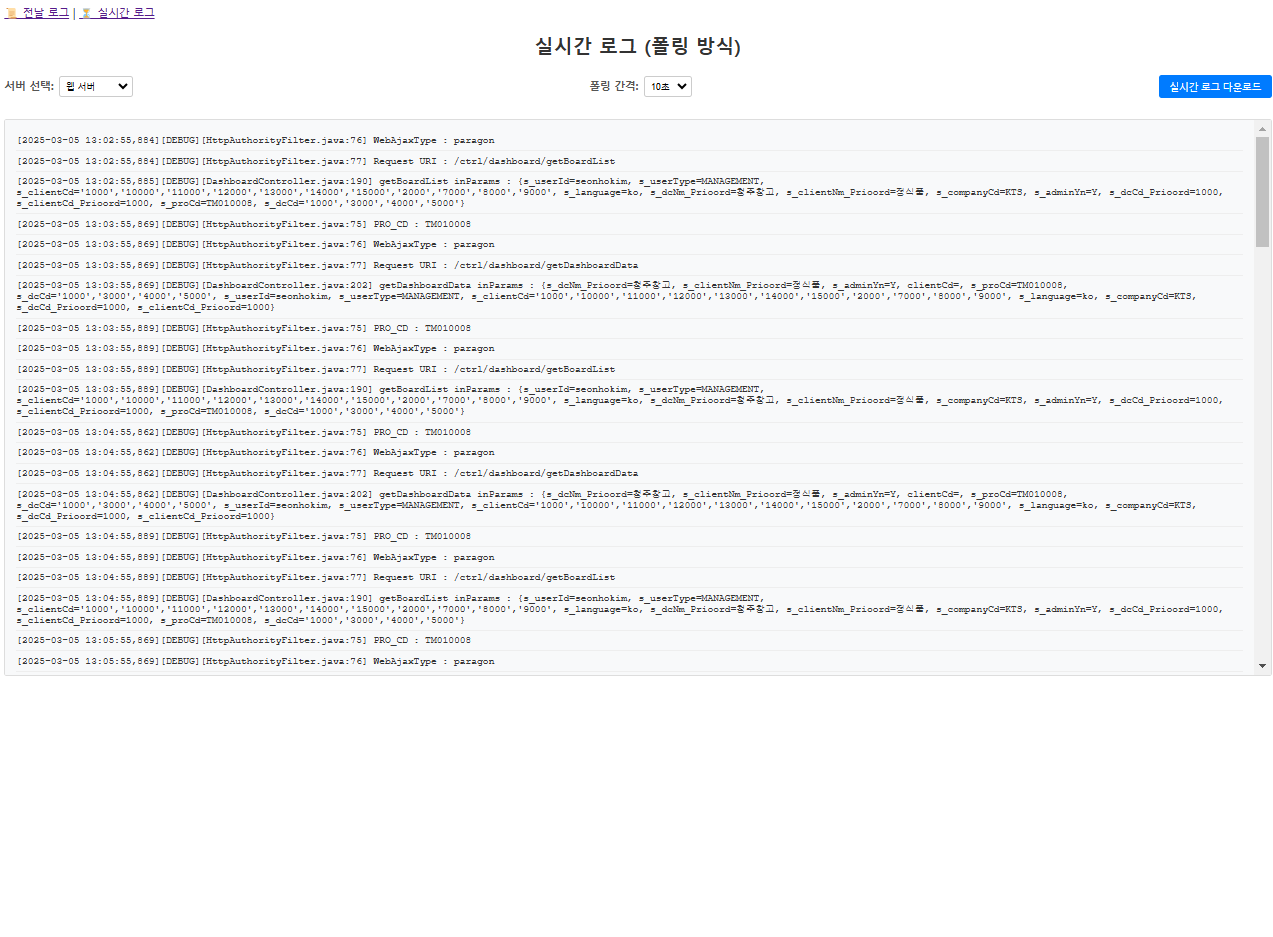 📜 전날 로그 | ⏳ 실시간 로그
실시간 로그 (폴링 방식)
서버 선택: 웹 서버 폴링 간격: 10초 실시간 로그 다운로드
[2025-03-05 13:02:55,884][DEBUG][HttpAuthorityFilter.java:76] WebAjaxType : paragon
[2025-03-05 13:02:55,884][DEBUG][HttpAuthorityFilter.java:77] Request URI : /ctrl/dashboard/getBoardList
[2025-03-05 13:02:55,885][DEBUG][DashboardController.java:190] getBoardList inParams : {s_userId=seonhokim, s_userType=MANAGEMENT,
s_clientCd='1000','10000','11000','12000','13000','14000','15000','2000','7000','8000','9000', s_language=ko, s_dcNm_Prioord=청주창고, s_clientNm_Prioord=정식품, s_companyCd=KTS, s_adminYn=Y, s_dcCd_Prioord=1000,
s_clientCd_Prioord=1000, s_proCd=TM010008, s_dcCd='1000','3000','4000','5000'}
[2025-03-05 13:03:55,869][DEBUG][HttpAuthorityFilter.java:75] PRO_CD : TM010008
[2025-03-05 13:03:55,869][DEBUG][HttpAuthorityFilter.java:76] WebAjaxType : paragon
[2025-03-05 13:03:55,869][DEBUG][HttpAuthorityFilter.java:77] Request URI : /ctrl/dashboard/getDashboardData
[2025-03-05 13:03:55,869][DEBUG][DashboardController.java:202] getDashboardData inParams : {s_dcNm_Prioord=청주창고, s_clientNm_Prioord=정식품, s_adminYn=Y, clientCd=, s_proCd=TM010008,
s_dcCd='1000','3000','4000','5000', s_userId=seonhokim, s_userType=MANAGEMENT, s_clientCd='1000','10000','11000','12000','13000','14000','15000','2000','7000','8000','9000', s_language=ko, s_companyCd=KTS,
s_dcCd_Prioord=1000, s_clientCd_Prioord=1000}
[2025-03-05 13:03:55,889][DEBUG][HttpAuthorityFilter.java:75] PRO_CD : TM010008
[2025-03-05 13:03:55,889][DEBUG][HttpAuthorityFilter.java:76] WebAjaxType : paragon
[2025-03-05 13:03:55,889][DEBUG][HttpAuthorityFilter.java:77] Request URI : /ctrl/dashboard/getBoardList
[2025-03-05 13:03:55,889][DEBUG][DashboardController.java:190] getBoardList inParams : {s_userId=seonhokim, s_userType=MANAGEMENT,
s_clientCd='1000','10000','11000','12000','13000','14000','15000','2000','7000','8000','9000', s_language=ko, s_dcNm_Prioord=청주창고, s_clientNm_Prioord=정식품, s_companyCd=KTS, s_adminYn=Y, s_dcCd_Prioord=1000,
s_clientCd_Prioord=1000, s_proCd=TM010008, s_dcCd='1000','3000','4000','5000'}
[2025-03-05 13:04:55,862][DEBUG][HttpAuthorityFilter.java:75] PRO_CD : TM010008
[2025-03-05 13:04:55,862][DEBUG][HttpAuthorityFilter.java:76] WebAjaxType : paragon
[2025-03-05 13:04:55,862][DEBUG][HttpAuthorityFilter.java:77] Request URI : /ctrl/dashboard/getDashboardData
[2025-03-05 13:04:55,862][DEBUG][DashboardController.java:202] getDashboardData inParams : {s_dcNm_Prioord=청주창고, s_clientNm_Prioord=정식품, s_adminYn=Y, clientCd=, s_proCd=TM010008,
s_dcCd='1000','3000','4000','5000', s_userId=seonhokim, s_userType=MANAGEMENT, s_clientCd='1000','10000','11000','12000','13000','14000','15000','2000','7000','8000','9000', s_language=ko, s_companyCd=KTS,
s_dcCd_Prioord=1000, s_clientCd_Prioord=1000}
[2025-03-05 13:04:55,889][DEBUG][HttpAuthorityFilter.java:75] PRO_CD : TM010008
[2025-03-05 13:04:55,889][DEBUG][HttpAuthorityFilter.java:76] WebAjaxType : paragon
[2025-03-05 13:04:55,889][DEBUG][HttpAuthorityFilter.java:77] Request URI : /ctrl/dashboard/getBoardList
[2025-03-05 13:04:55,889][DEBUG][DashboardController.java:190] getBoardList inParams : {s_userId=seonhokim, s_userType=MANAGEMENT,
s_clientCd='1000','10000','11000','12000','13000','14000','15000','2000','7000','8000','9000', s_language=ko, s_dcNm_Prioord=청주창고, s_clientNm_Prioord=정식품, s_companyCd=KTS, s_adminYn=Y, s_dcCd_Prioord=1000,
s_clientCd_Prioord=1000, s_proCd=TM010008, s_dcCd='1000','3000','4000','5000'}
[2025-03-05 13:05:55,869][DEBUG][HttpAuthorityFilter.java:75] PRO_CD : TM010008
[2025-03-05 13:05:55,869][DEBUG][HttpAuthorityFilter.java:76] WebAjaxType : paragon